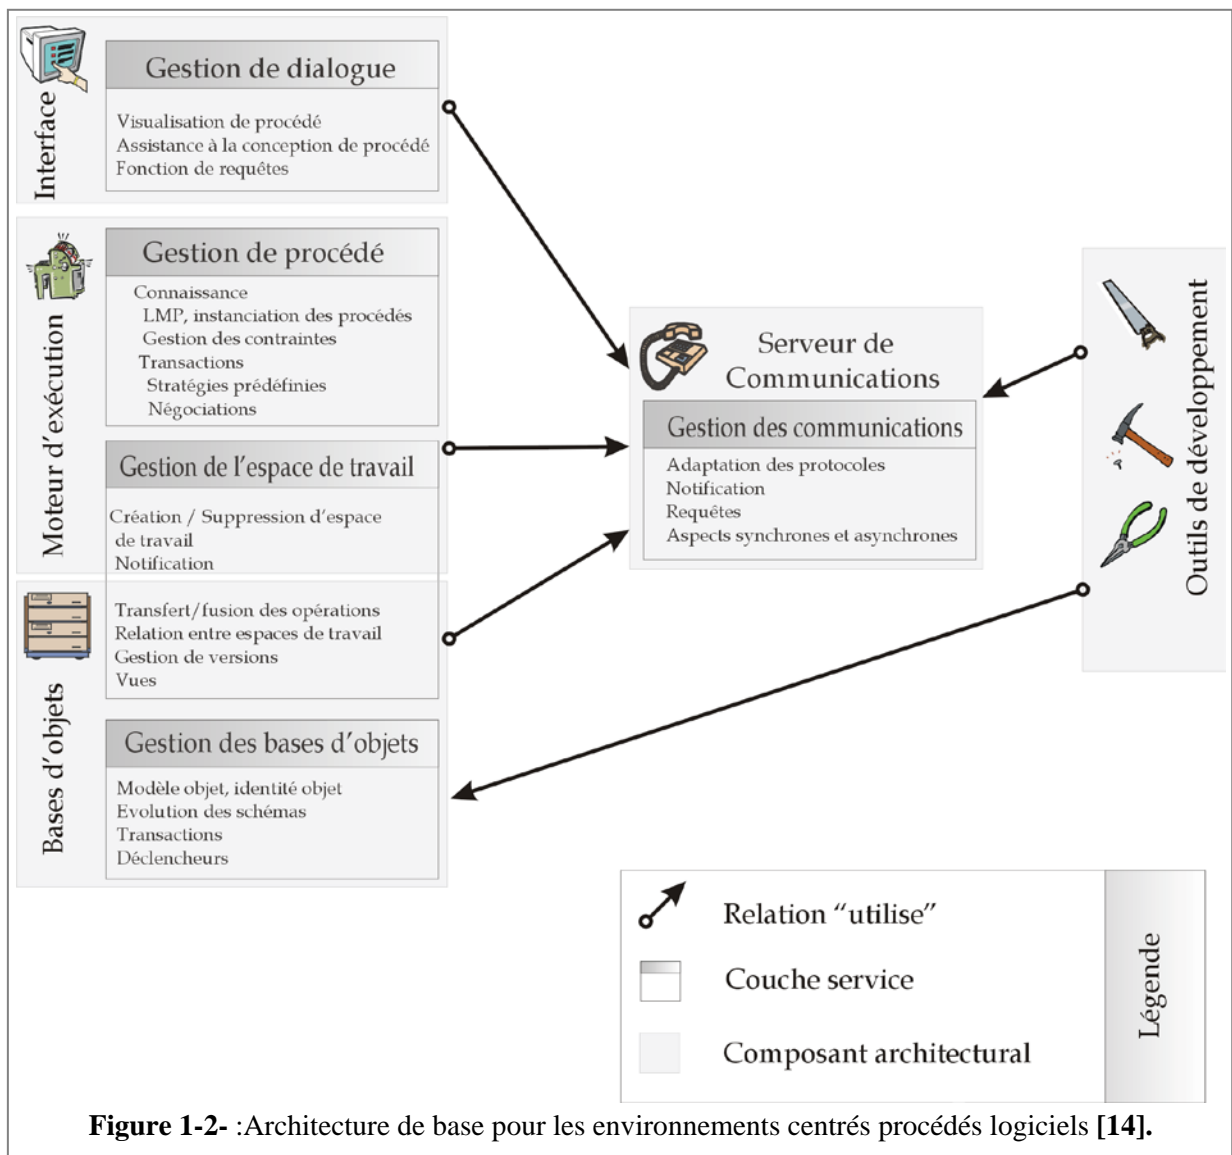 Interface
Gestion de dialogue
Visualisation de procédé
Assistance à la conception de procédé
Fonction de requêtes
Moteur d'exécution
Gestion de procédé
Connaissance
LMP, instanciation des procédés
Gestion des contraintes
Transactions
Stratégies prédéfinies
Négociations
Gestion de l'espace de travail
Création / Suppression d'espace
de travail
Notification
Bases d'objets
Transfert/fusion des opérations
Relation entre espaces de travail
Gestion de versions
Vues
Gestion des bases d'objets
Modèle objet, identité objet
Evolution des schémas
Transactions
Déclencheurs
Serveur de
Communications
Gestion des communications
Adaptation des protocoles
Notification
Requêtes
Aspects synchrones et asynchrones
Outils de développement
Relation "utilise"
Couche service
Composant architectural
Légende
Figure 1-2- :Architecture de base pour les environnements centrés procédés logiciels [14].